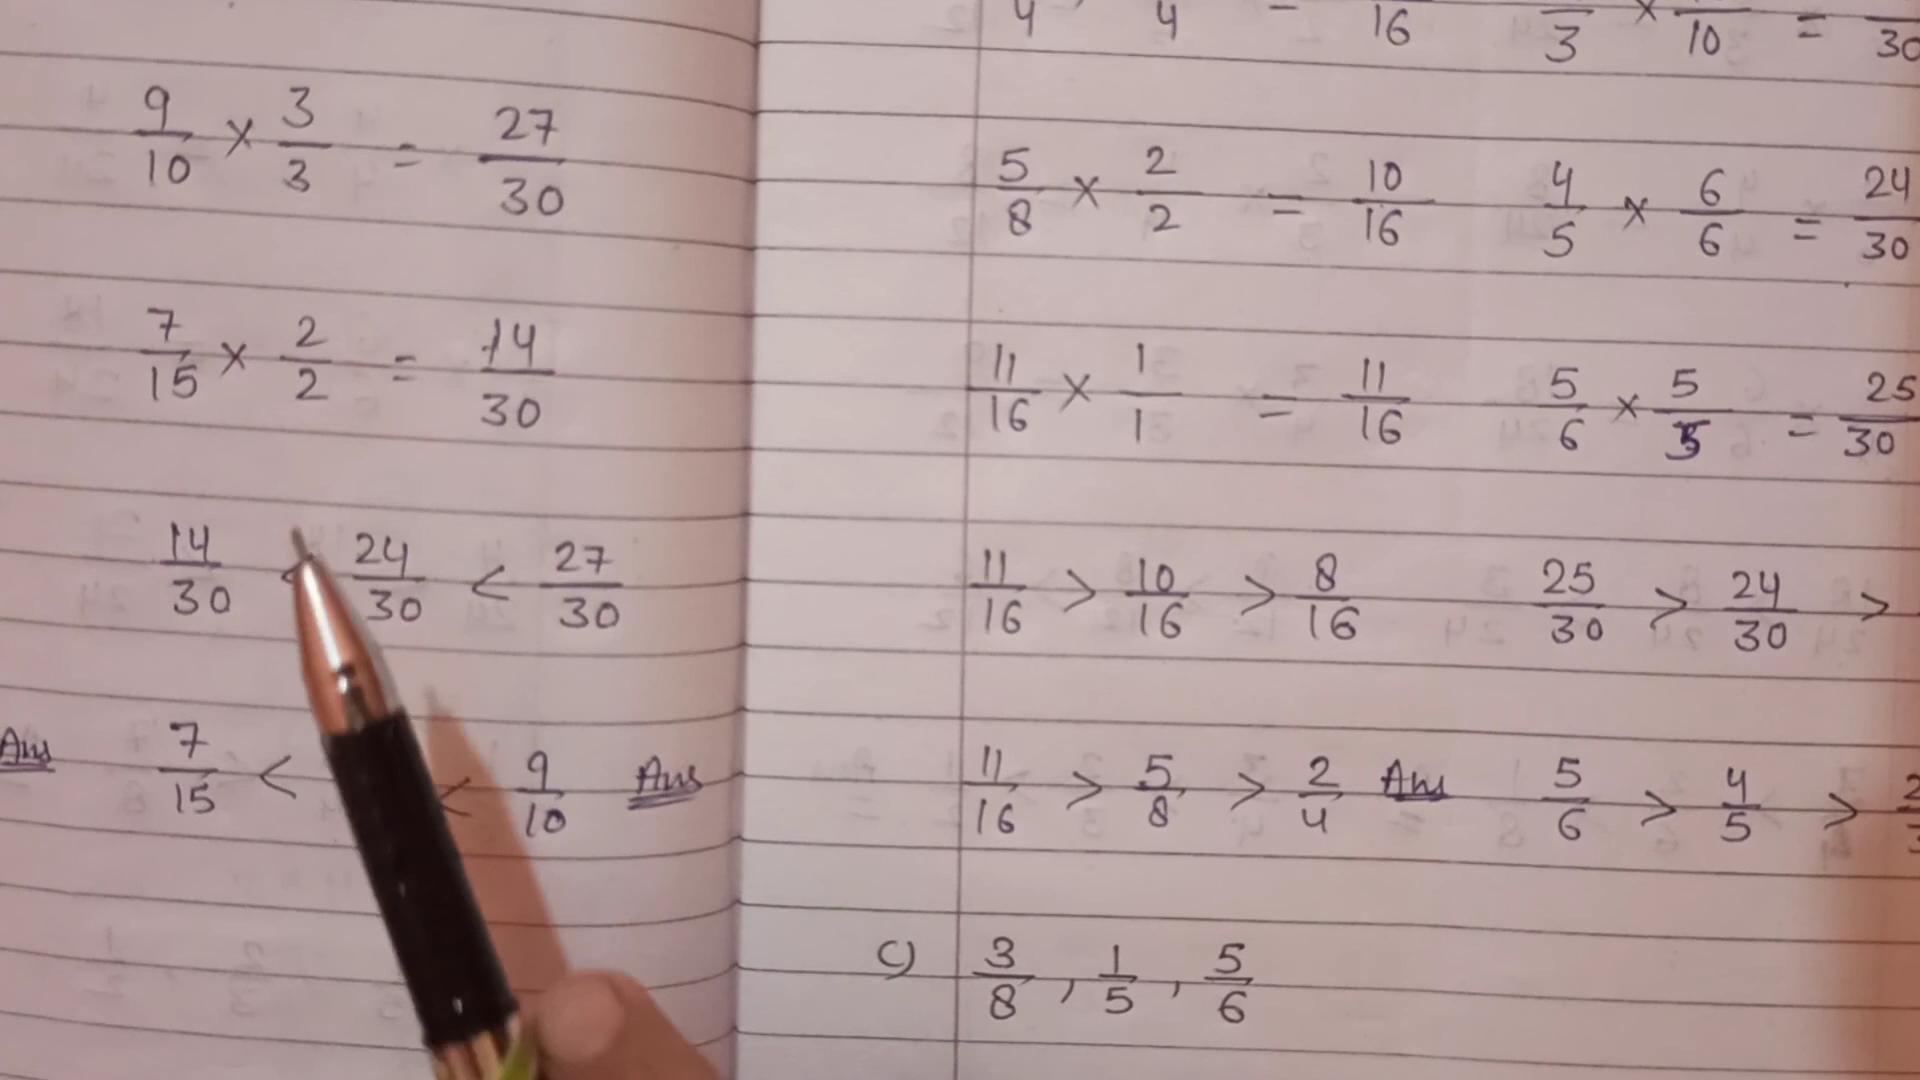 9/10 × 3/3 = 27/30
7/15 × 2/2 = 14/30
14/30 < 24/30 < 27/30
Ans 7/15 < < 9/10 Ans
4 , 4 = 16
3 × 10 = 30
5/8 × 2/2 = 10/16
4/5 × 6/6 = 24/30
11/16 × 1/1 = 11/16
5/6 × 5/5 = 25/30
11/16 > 10/16 > 8/16
25/30 > 24/30 >
11/16 > 5/8 > 2/4 Ans
5/6 > 4/5 > 2/3
C) 3/8 , 1/5 , 5/6